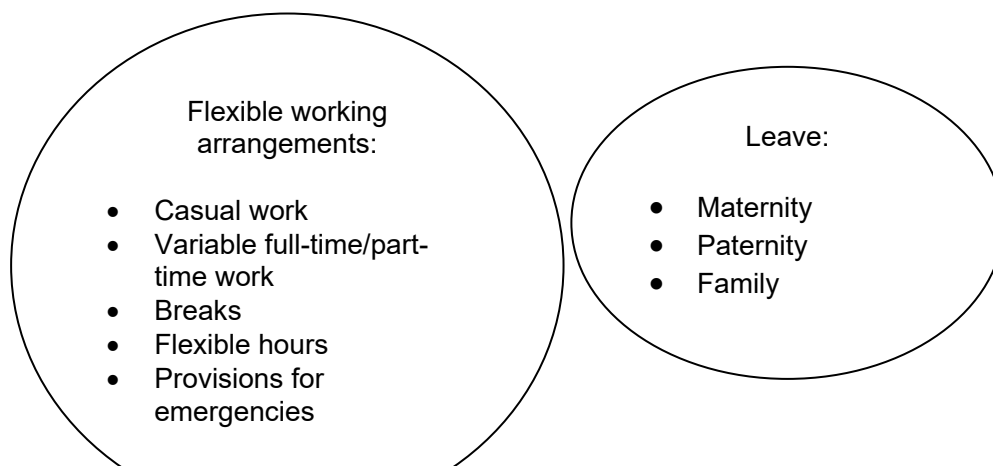 Flexible working
arrangements:
• Casual work
• Variable full-time/part-
time work
• Breaks
• Flexible hours
• Provisions for
emergencies
Leave:
• Maternity
• Paternity
• Family